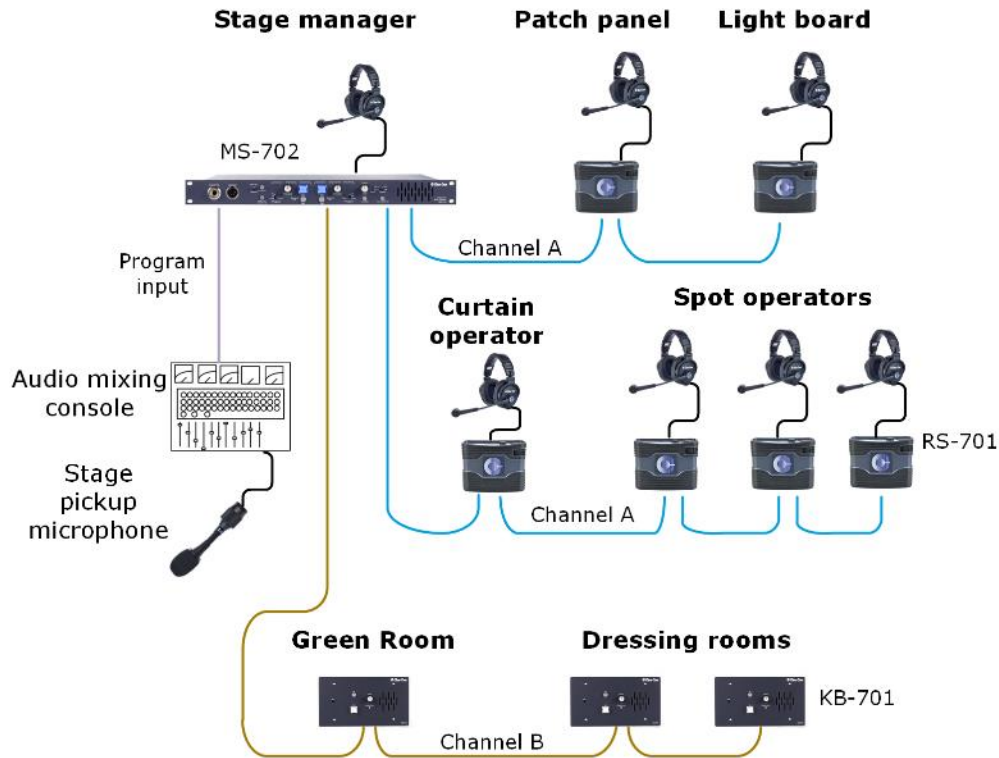 Stage manager
Patch panel
Light board
MS-702
Channel A
Program
input
Curtain
operator
Spot operators
Audio mixing
console
RS-701
Stage
pickup
microphone
Channel A
Green Room
Dressing rooms
KB-701
Channel B